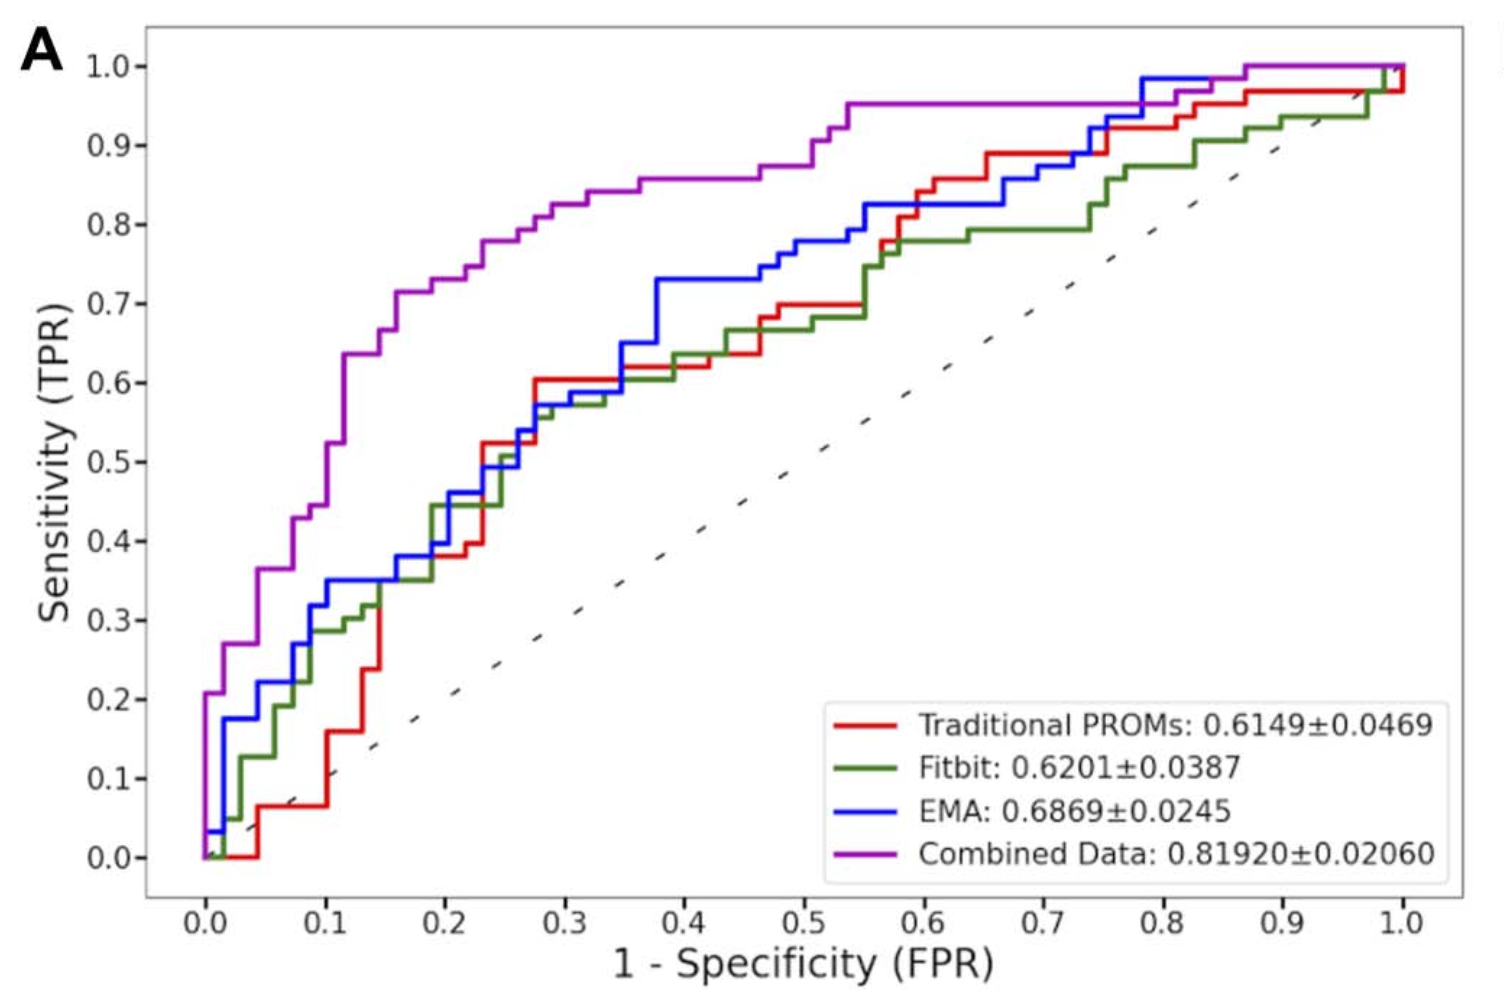 A
1.0
0.9
0.8
0.7
0.6
0.5
0.4
0.3
0.2
0.1
0.0
Sensitivity (TPR)
Traditional PROMs: 0.6149±0.0469
Fitbit: 0.6201±0.0387
EMA: 0.6869±0.0245
Combined Data: 0.81920±0.02060
0.0 0.1 0.2 0.3 0.4 0.5 0.6 0.7 0.8 0.9 1.0
1 - Specificity (FPR)